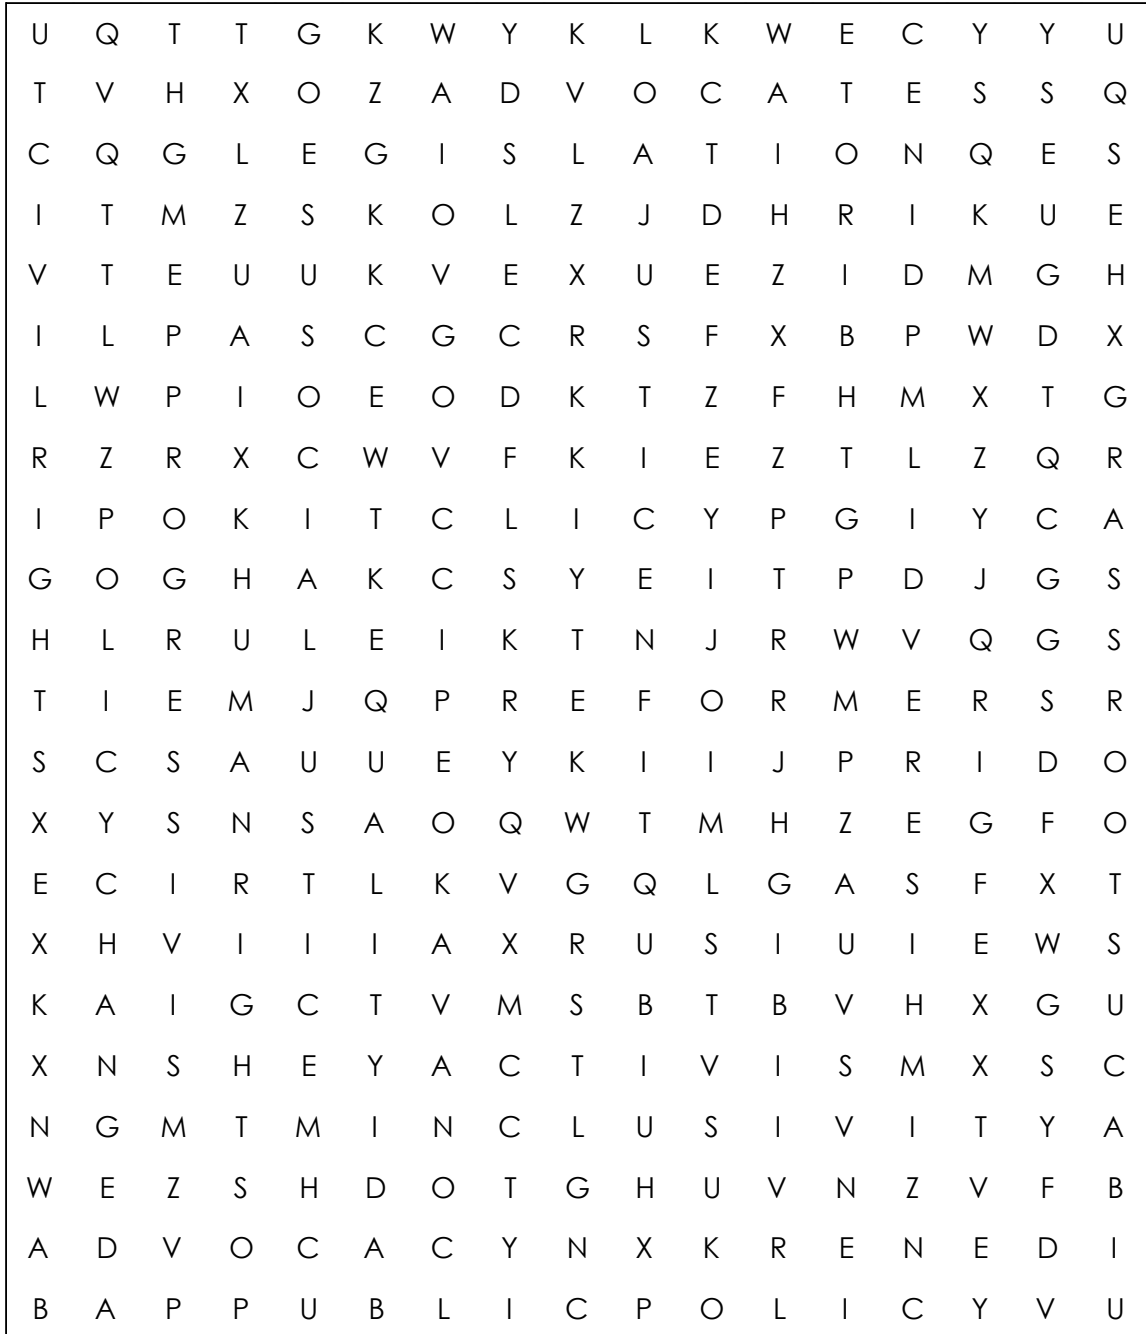 U Q T T G K W Y K L K W E C Y Y U
T V H X O Z A D V O C A T E S S Q
C Q G L E G I S L A T I O N Q E S
I T M Z S K O L Z J D H R I K U E
V T E U U K V E X U E Z I D M G H
I L P A S C G C R S F X B P W D X
L W P I O E O D K T Z F H M X T G
R Z R X C W V F K I E Z T L Z Q R
I P O K I T C L I C Y P G I Y C A
G O G H A K C S Y E I T P D J G S
H L R U L E I K T N J R W V Q G S
T I E M J Q P R E F O R M E R S R
S C S A U U E Y K I I J P R I D O
X Y S N S A O Q W T M H Z E G F O
E C I R T L K V G Q L G A S F X T
X H V I I I A X R U S I U I E W S
K A I G C T V M S B T B V H X G U
X N S H E Y A C T I V I S M X S C
N G M T M I N C L U S I V I T Y A
W E Z S H D O T G H U V N Z V F B
A D V O C A C Y N X K R E N E D I
B A P P U B L I C P O L I C Y V U